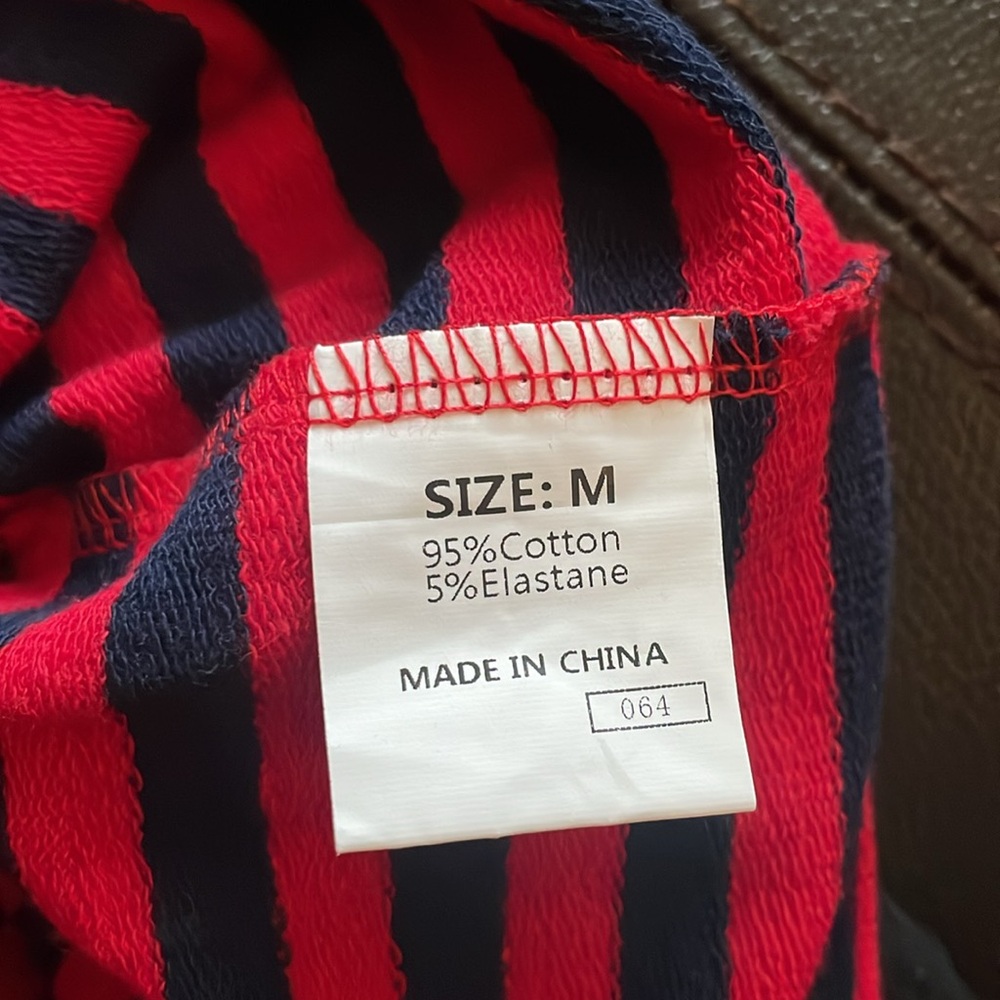 SIZE: M
95%Cotton
5%Elastane
MADE IN CHINA
064